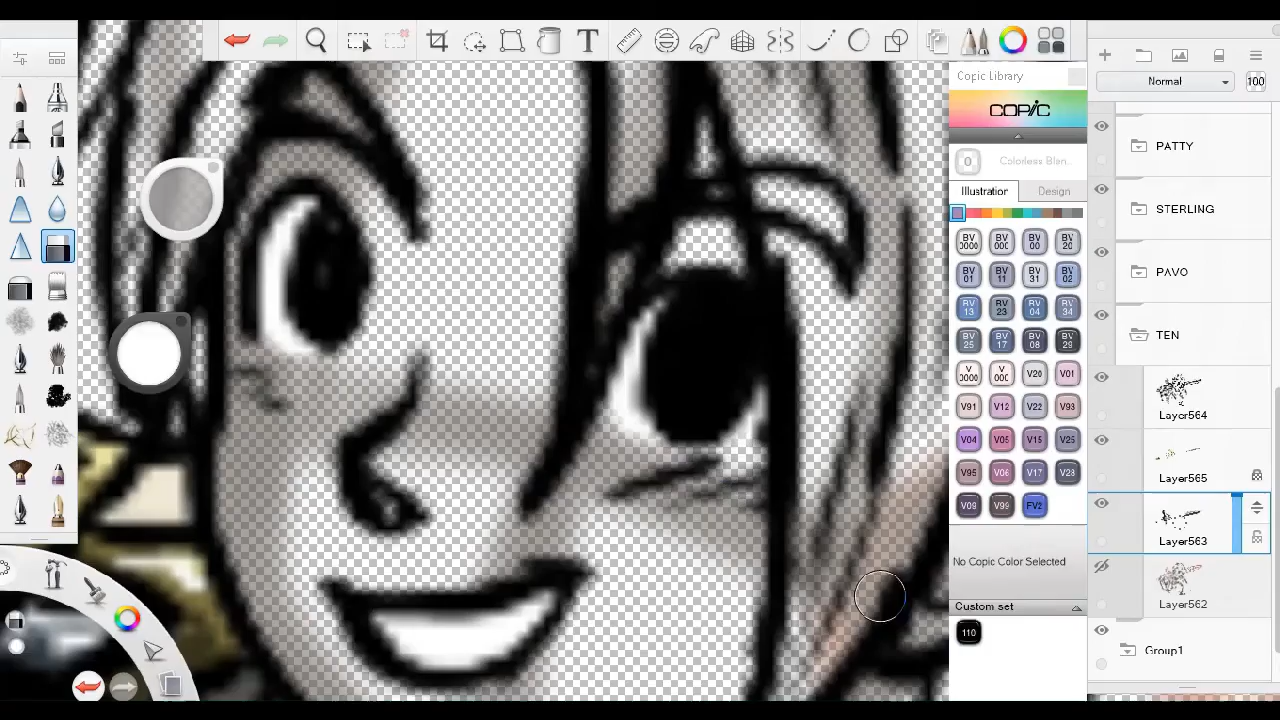 T
Normal
100
Copic Library
COPIC
0 Colorless Blen...
Illustration Design
BV 0000 BV 000 BV 00 BV 20
BV 01 BV 11 BV 31 BV 02
BV 13 BV 23 BV 04 BV 34
BV 25 BV 17 BV 08 BV 29
V 0000 V 000 V20 V01
V91 V12 V22 V93
V04 V05 V15 V25
V95 V06 V17 V28
V09 V99 FV2
No Copic Color Selected
Custom set
110
PATTY
STERLING
PAVO
TEN
Layer564
Layer565
Layer563
Layer562
Group1